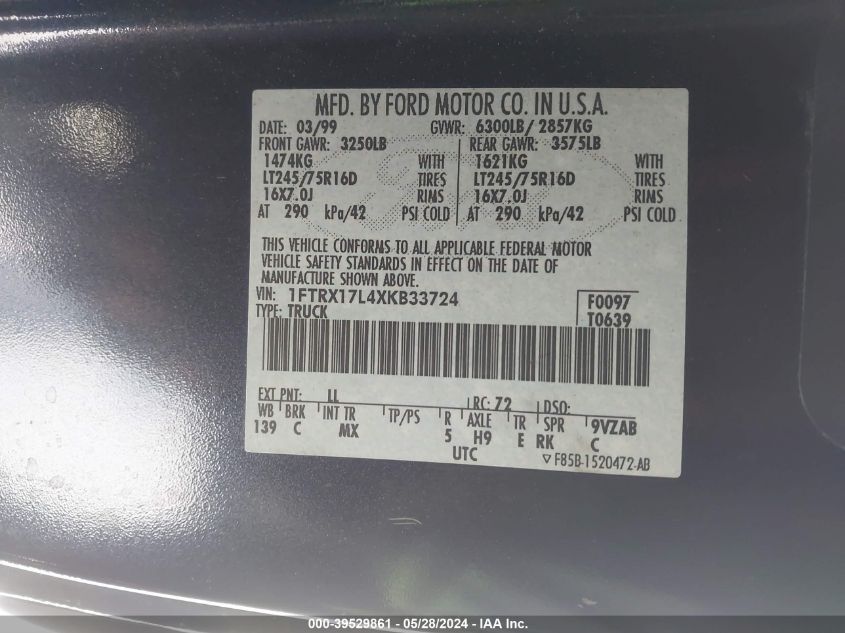 MFD. BY FORD MOTOR CO. IN U.S.A.
DATE: 03/99 GVWR: 6300LB/ 2857KG
FRONT GAWR: 3250LB REAR GAWR: 3575LB
1474KG WITH 1621KG WITH
LT245/75R16D TIRES LT245/75R16D TIRES
16X7.0J RIMS 16X7.0J RIMS
AT 290 kPa/42 PSI COLD AT 290 kPa/42 PSI COLD
THIS VEHICLE CONFORMS TO ALL APPLICABLE FEDERAL MOTOR
VEHICLE SAFETY STANDARDS IN EFFECT ON THE DATE OF
MANUFACTURE SHOWN ABOVE.
VIN: 1FTRX17L4XKB33724 F0097
TYPE: TRUCK T0639
EXT PNT: LL RC: 72 DSO:
WB BRK INT TR TP/PS R AXLE TR SPR 9VZAB
139 C MX 5 H9 E RK C
UTC ▽ F85B-1520472-AB
000-39529861 - 05/28/2024 - IAA Inc.